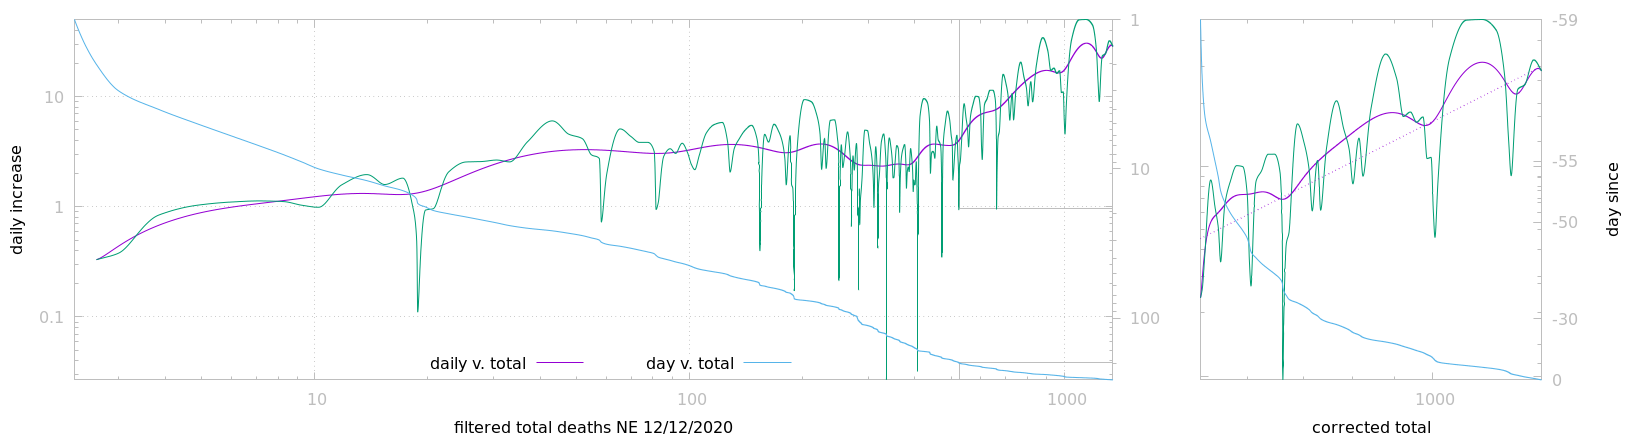 daily increase
10
1
0.1
10
100
1000
filtered total deaths NE 12/12/2020
daily v. total
day v. total
1
10
100
1000
corrected total
-59
-55
-50
-30
0
day since